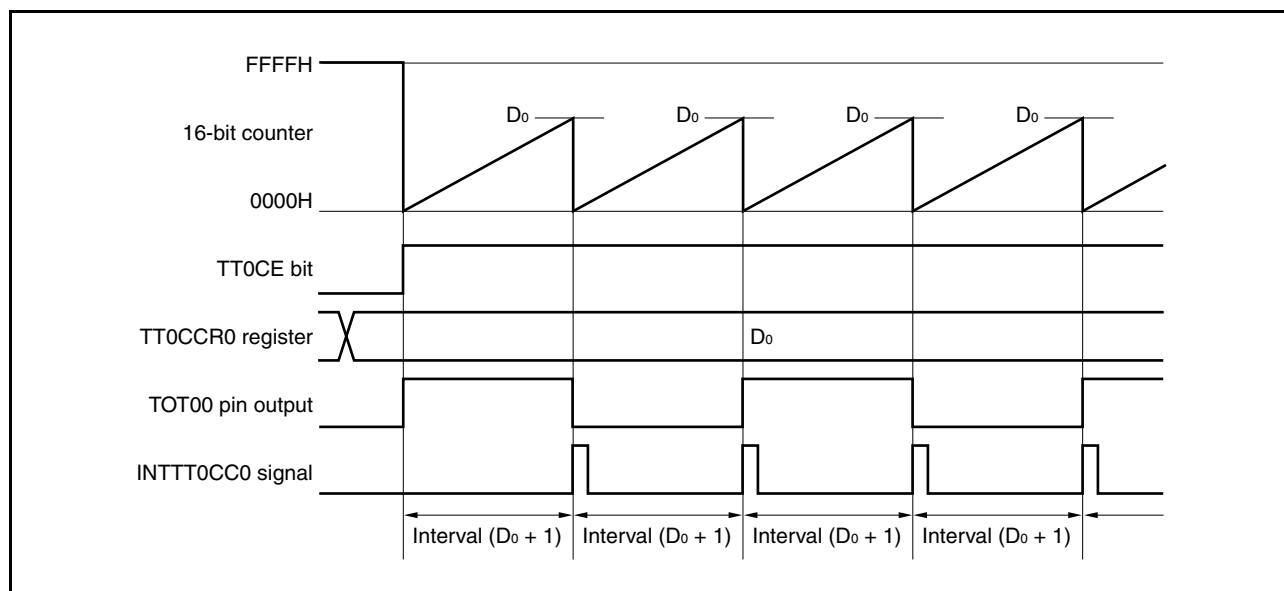 FFFFH
D₀ D₀ D₀ D₀
16-bit counter
0000H
TT0CE bit
TT0CCR0 register D₀
TOT00 pin output
INTTT0CC0 signal
Interval (D₀ + 1) Interval (D₀ + 1) Interval (D₀ + 1) Interval (D₀ + 1)